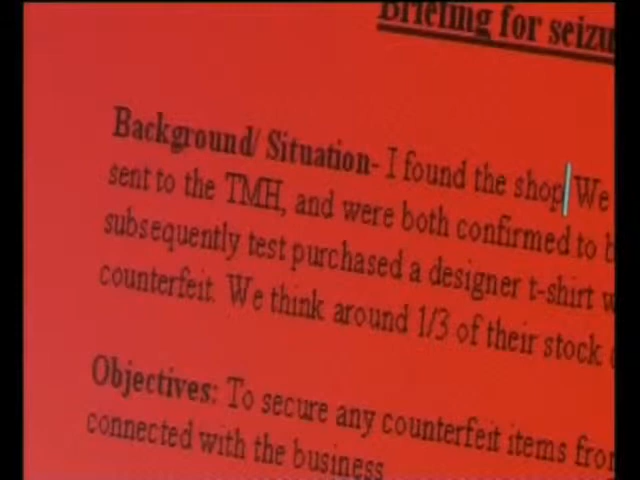 Briefing for
Background/ Situation- I found the shop We
sent to the TMH, and were both confirmed to
subsequently test purchased a designer t-shirt
counterfeit. We think around 1/3 of their stock
Objectives: To secure any counterfeit items
connected with the business